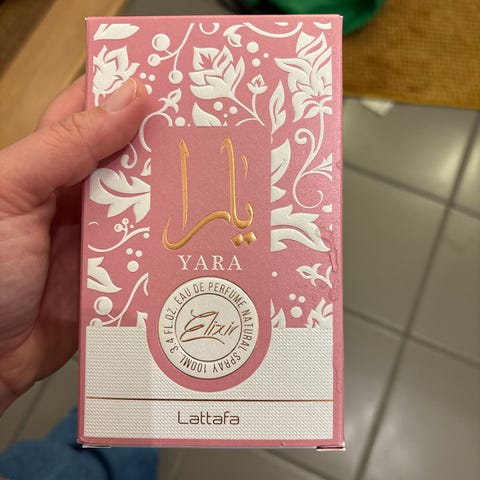 يارا
YARA
EAU DE PERFUME NATURAL SPRAY 100ML 3.4 FL.OZ.
Elixir
Lattafa